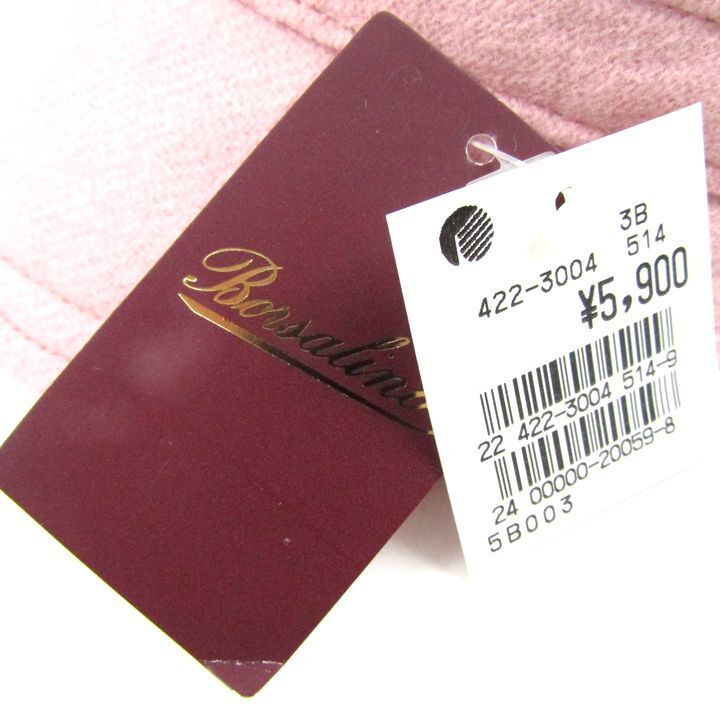 Borsalino
3B
422-3004 514
¥5,900
22 422-3004 514-9
24 00000-20059-8
5B003